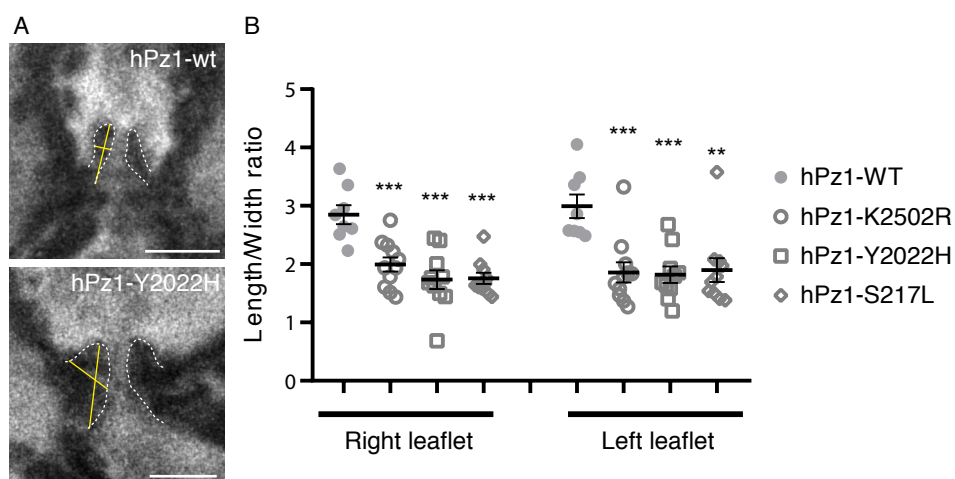 A
hPz1-wt
hPz1-Y2022H
B
Length/Width ratio
5
4
3
2
1
0
***
***
***
***
***
**
Right leaflet
Left leaflet
hPz1-WT
hPz1-K2502R
hPz1-Y2022H
hPz1-S217L